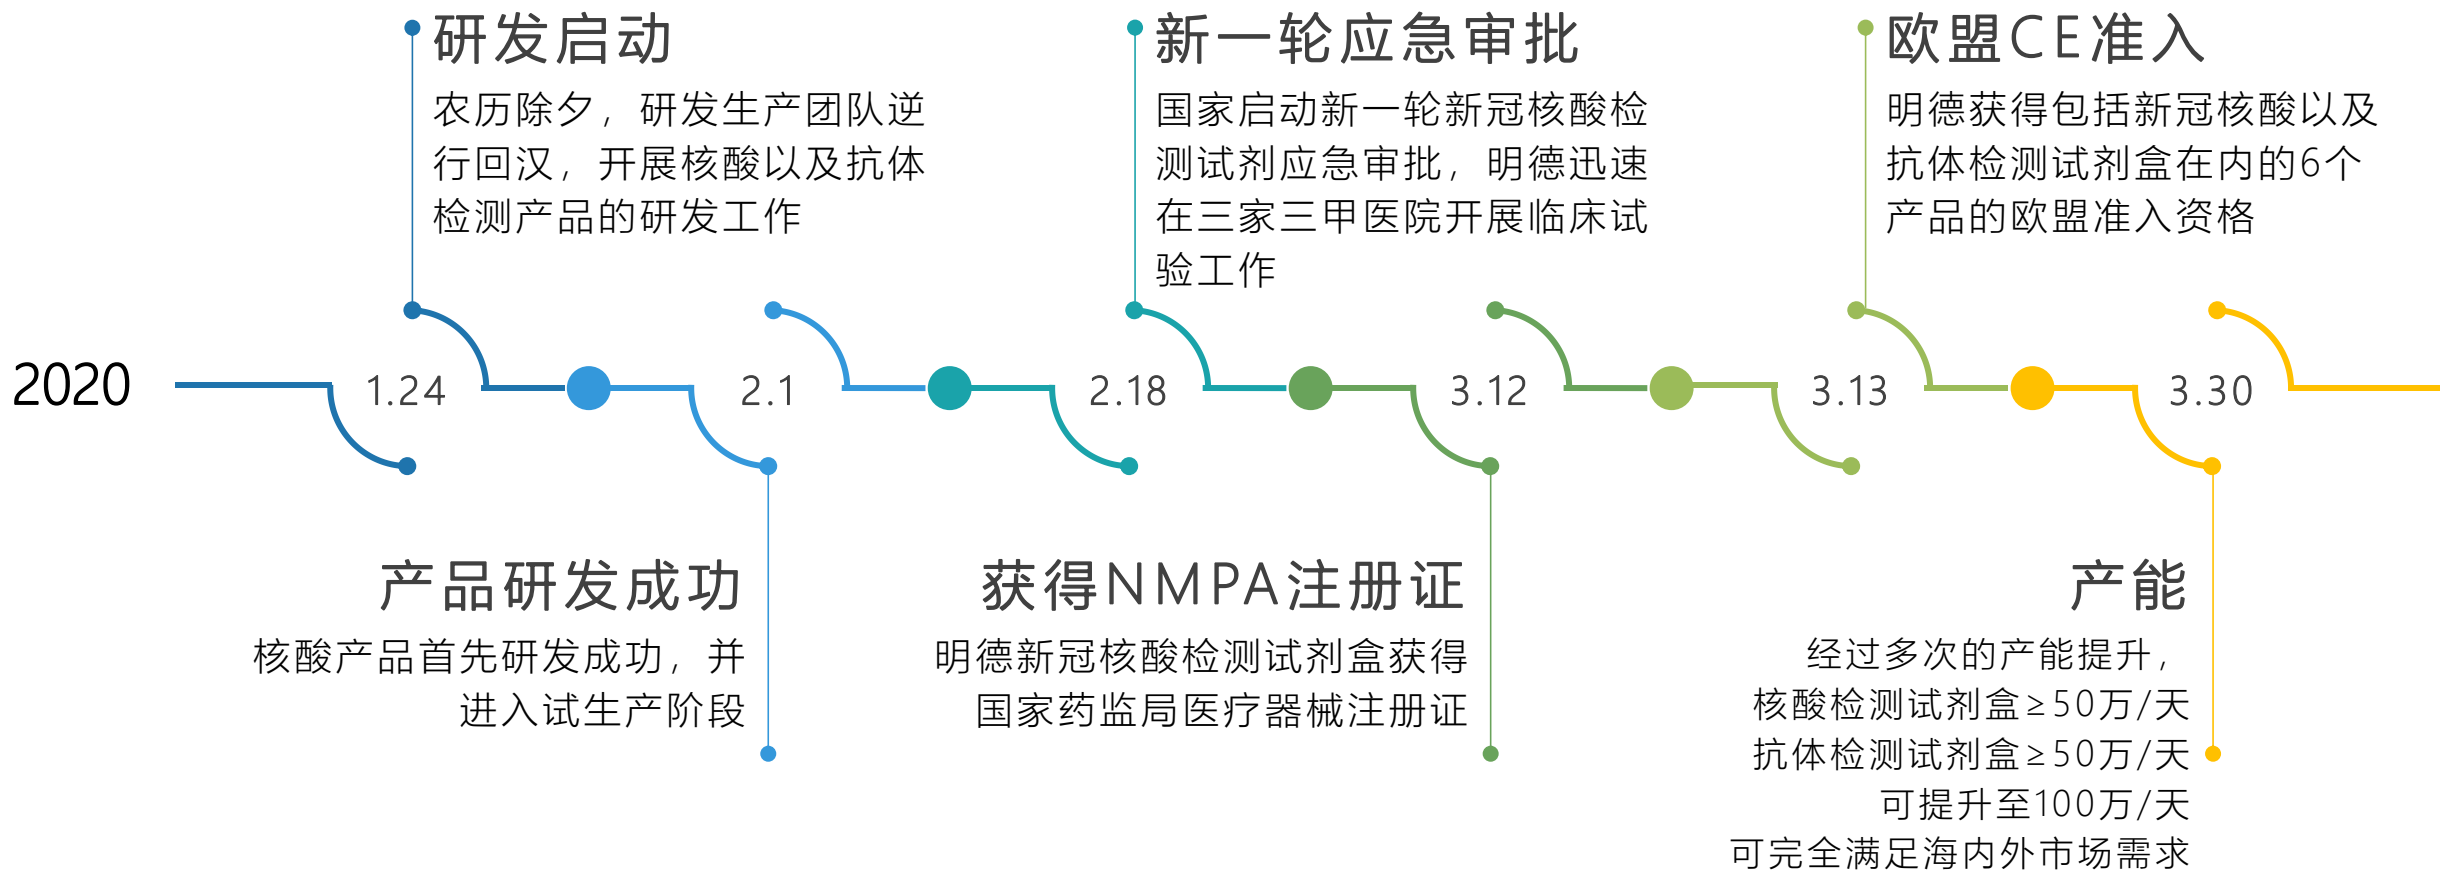 研发启动
农历除夕，研发生产团队逆
行回汉，开展核酸以及抗体
检测产品的研发工作
新一轮应急审批
国家启动新一轮新冠核酸检
测试剂应急审批，明德迅速
在三家三甲医院开展临床试
验工作
欧盟CE准入
明德获得包括新冠核酸以及
抗体检测试剂盒在内的6个
产品的欧盟准入资格
2020
1.24
2.1
2.18
3.12
3.13
3.30
产品研发成功
核酸产品首先研发成功，并
进入试生产阶段
获得NMPA注册证
明德新冠核酸检测试剂盒获得
国家药监局医疗器械注册证
产能
经过多次的产能提升，
核酸检测试剂盒≥50万/天
抗体检测试剂盒≥50万/天
可提升至100万/天
可完全满足海内外市场需求